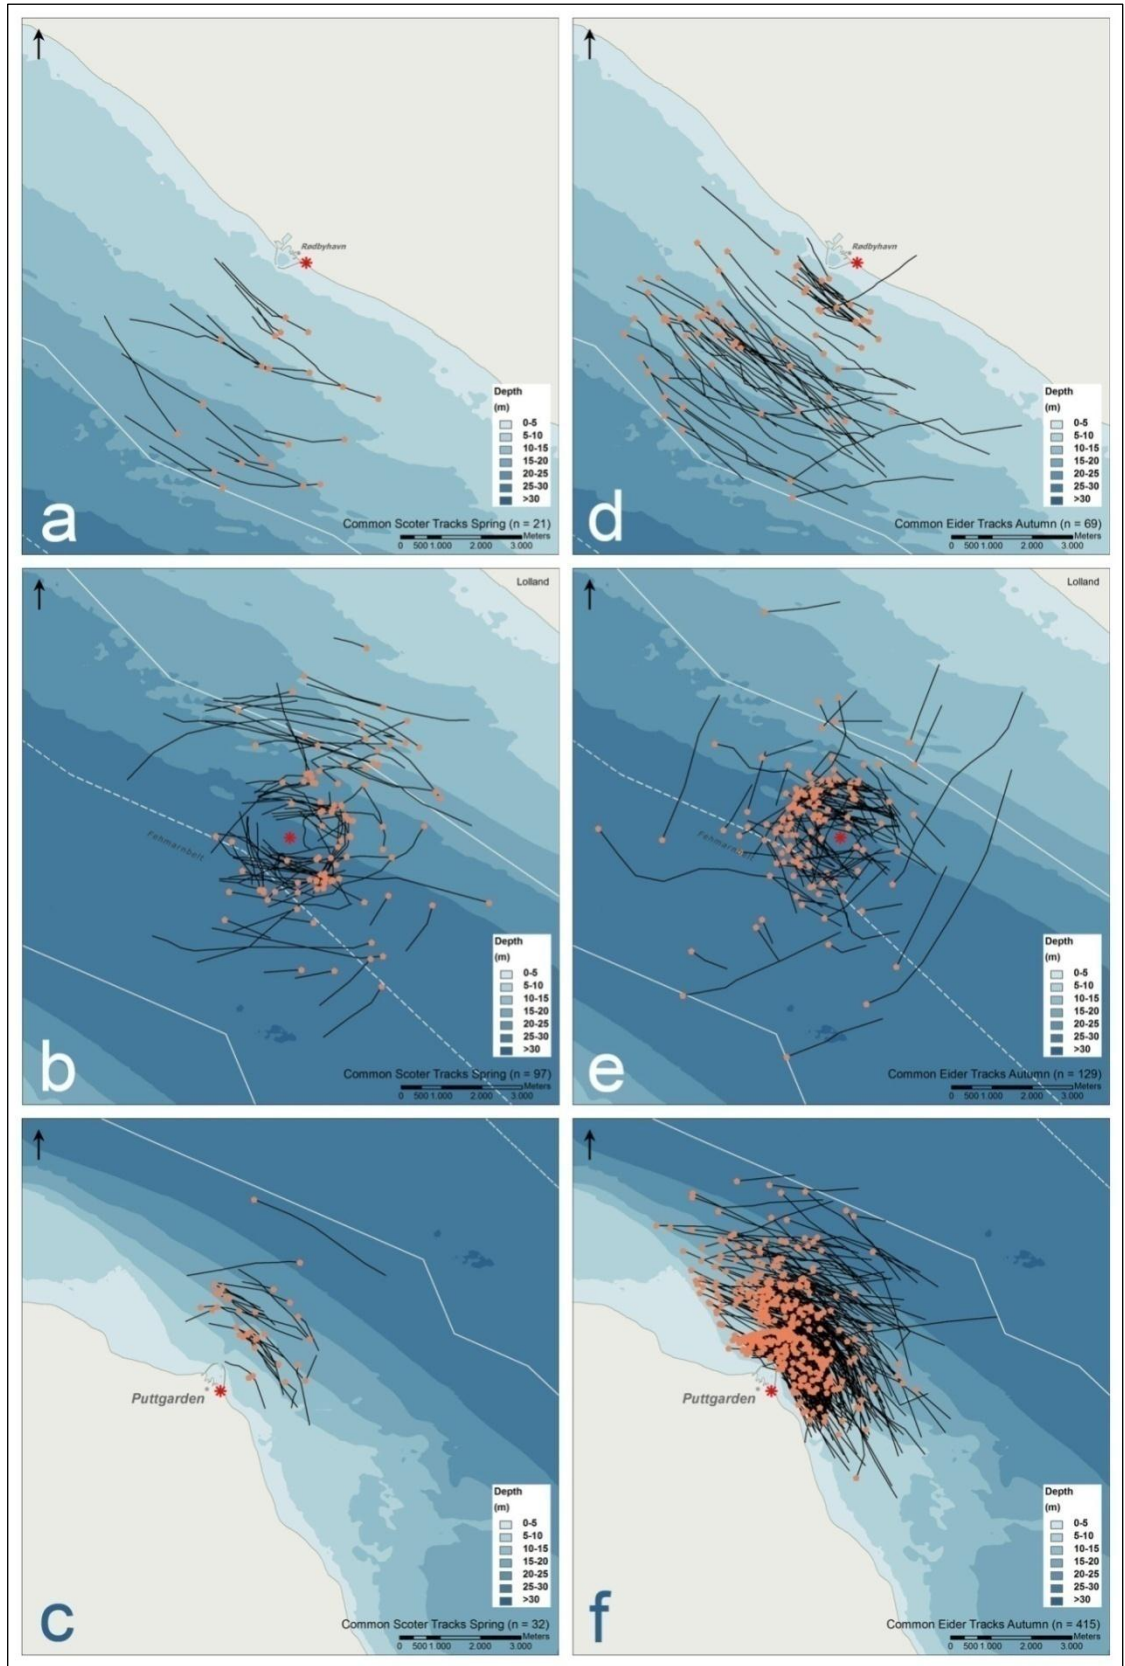 Rødbyhavn
Depth
(m)
0-5
5-10
10-15
15-20
20-25
25-30
>30
a
Common Scoter Tracks Spring (n = 21)
Meters
0 500 1.000 2.000 3.000
Rødbyhavn
Depth
(m)
0-5
5-10
10-15
15-20
20-25
25-30
>30
d
Common Eider Tracks Autumn (n = 69)
Meters
0 500 1.000 2.000 3.000
Lolland
Fehmarnbelt
Depth
(m)
0-5
5-10
10-15
15-20
20-25
25-30
>30
b
Common Scoter Tracks Spring (n = 97)
Meters
0 500 1.000 2.000 3.000
Lolland
Fehmarnbelt
Depth
(m)
0-5
5-10
10-15
15-20
20-25
25-30
>30
e
Common Eider Tracks Autumn (n = 129)
Meters
0 500 1.000 2.000 3.000
Puttgarden
Depth
(m)
0-5
5-10
10-15
15-20
20-25
25-30
>30
c
Common Scoter Tracks Spring (n = 32)
Meters
0 500 1.000 2.000 3.000
Puttgarden
Depth
(m)
0-5
5-10
10-15
15-20
20-25
25-30
>30
f
Common Eider Tracks Autumn (n = 415)
Meters
0 500 1.000 2.000 3.000